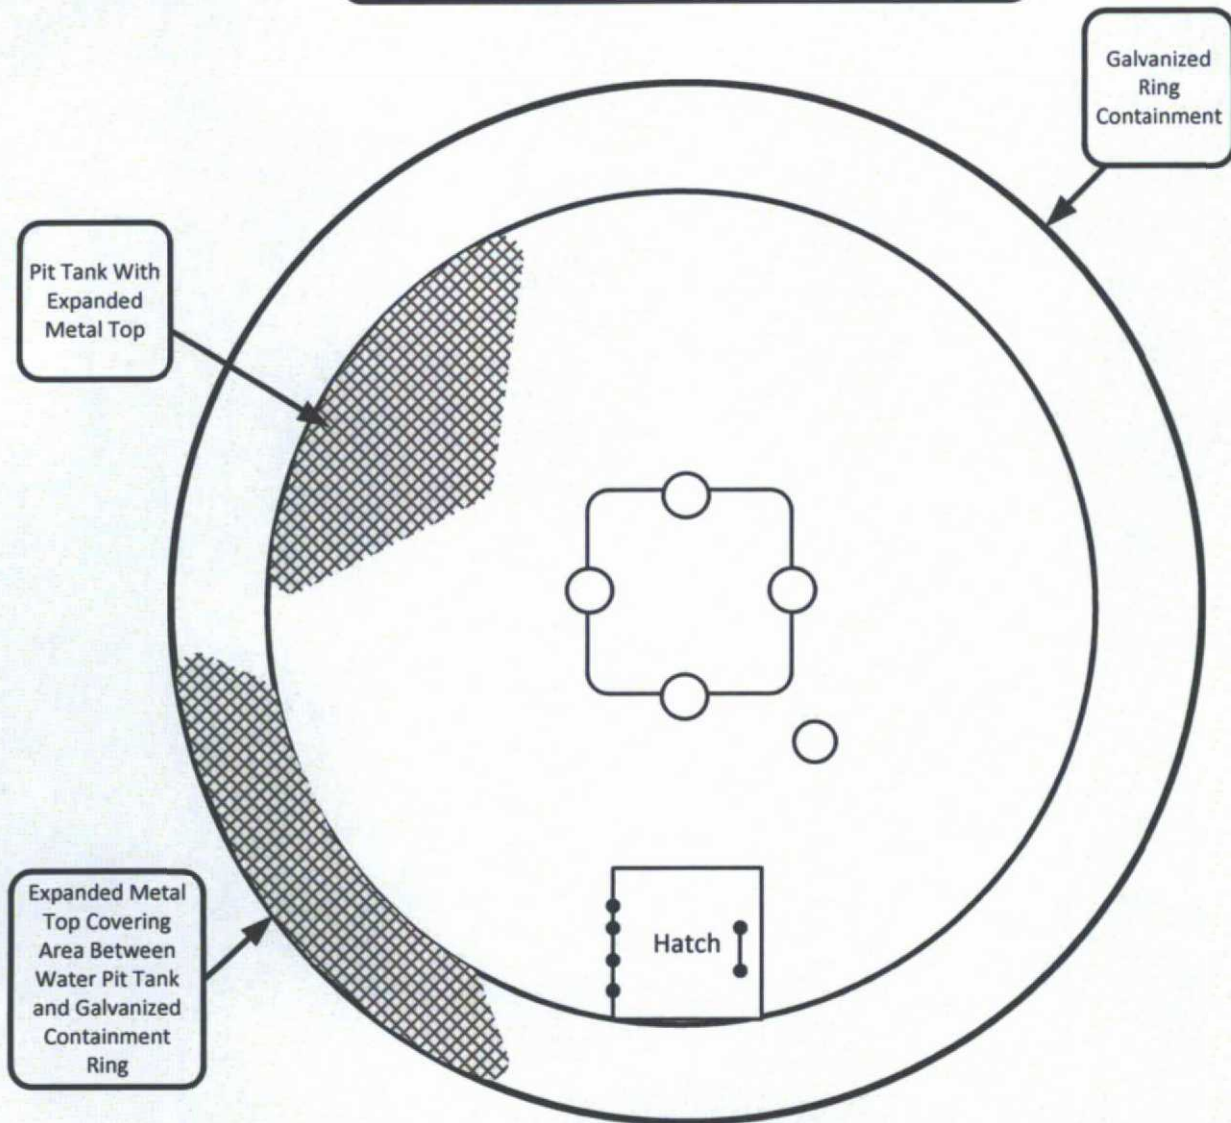 Galvanized
Ring
Containment
Pit Tank With
Expanded
Metal Top
Expanded Metal
Top Covering
Area Between
Water Pit Tank
and Galvanized
Containment
Ring
Hatch